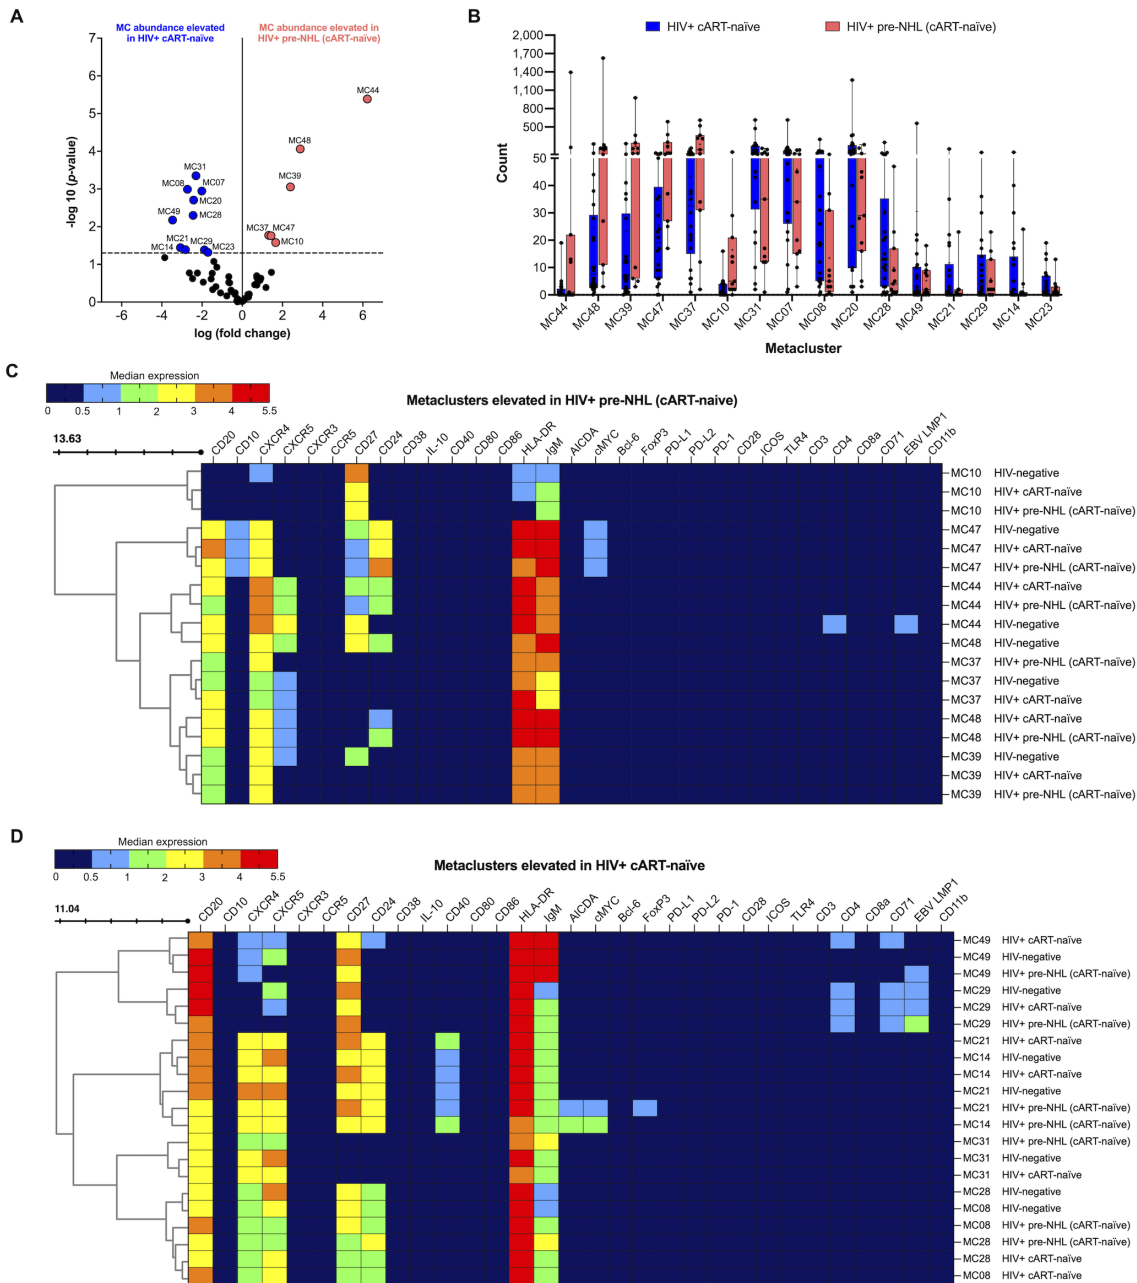 A
MC abundance elevated
in HIV+ cART-naïve
MC abundance elevated in
HIV+ pre-NHL (cART-naïve)
7
6
5
4
3
2
1
0
-log 10 (p-value)
-6
-4
-2
0
2
4
6
log (fold change)
MC44
MC48
MC39
MC31
MC08
MC07
MC20
MC28
MC49
MC37
MC47
MC10
MC21
MC29
MC23
MC14
B
HIV+ cART-naïve
HIV+ pre-NHL (cART-naïve)
2,000
1,700
1,400
1,100
800
500
50
40
30
20
10
0
Count
MC44
MC48
MC39
MC47
MC37
MC10
MC31
MC07
MC08
MC20
MC28
MC49
MC21
MC29
MC14
MC23
Metacluster
C
Median expression
0 0.5 1 2 3 4 5.5
Metaclusters elevated in HIV+ pre-NHL (cART-naive)
13.63
CD20 CD10 CXCR4 CXCR5 CXCR3 CCR5 CD27 CD24 CD38 IL-10 CD40 CD80 CD86 HLA-DR IgM AICDA cMYC Bcl-6 FoxP3 PD-L1 PD-L2 PD-1 CD28 ICOS TLR4 CD3 CD4 CD8a CD71 EBV LMP1 CD11b
MC10 HIV-negative
MC10 HIV+ cART-naïve
MC10 HIV+ pre-NHL (cART-naïve)
MC47 HIV-negative
MC47 HIV+ cART-naïve
MC47 HIV+ pre-NHL (cART-naïve)
MC44 HIV+ cART-naïve
MC44 HIV+ pre-NHL (cART-naïve)
MC44 HIV-negative
MC48 HIV-negative
MC37 HIV+ pre-NHL (cART-naïve)
MC37 HIV-negative
MC37 HIV+ cART-naïve
MC48 HIV+ cART-naïve
MC48 HIV+ pre-NHL (cART-naïve)
MC39 HIV-negative
MC39 HIV+ cART-naïve
MC39 HIV+ pre-NHL (cART-naïve)
D
Median expression
0 0.5 1 2 3 4 5.5
Metaclusters elevated in HIV+ cART-naïve
11.04
CD20 CD10 CXCR4 CXCR5 CXCR3 CCR5 CD27 CD24 CD38 IL-10 CD40 CD80 CD86 HLA-DR IgM AICDA cMYC Bcl-6 FoxP3 PD-L1 PD-L2 PD-1 CD28 ICOS TLR4 CD3 CD4 CD8a CD71 EBV LMP1 CD11b
MC49 HIV+ cART-naïve
MC49 HIV-negative
MC49 HIV+ pre-NHL (cART-naïve)
MC29 HIV-negative
MC29 HIV+ cART-naïve
MC29 HIV+ pre-NHL (cART-naïve)
MC21 HIV+ cART-naïve
MC14 HIV-negative
MC14 HIV+ cART-naïve
MC21 HIV-negative
MC21 HIV+ pre-NHL (cART-naïve)
MC14 HIV+ pre-NHL (cART-naïve)
MC31 HIV+ pre-NHL (cART-naïve)
MC31 HIV-negative
MC31 HIV+ cART-naïve
MC28 HIV-negative
MC08 HIV-negative
MC08 HIV+ pre-NHL (cART-naïve)
MC28 HIV+ pre-NHL (cART-naïve)
MC28 HIV+ cART-naïve
MC08 HIV+ cART-naïve